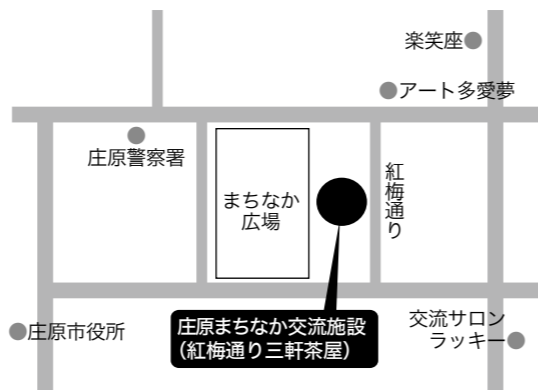 楽笑座
アート多愛夢
庄原警察署
まちなか
広場
紅梅通り
庄原まちなか交流施設
（紅梅通り三軒茶屋）
庄原市役所
交流サロン
ラッキー